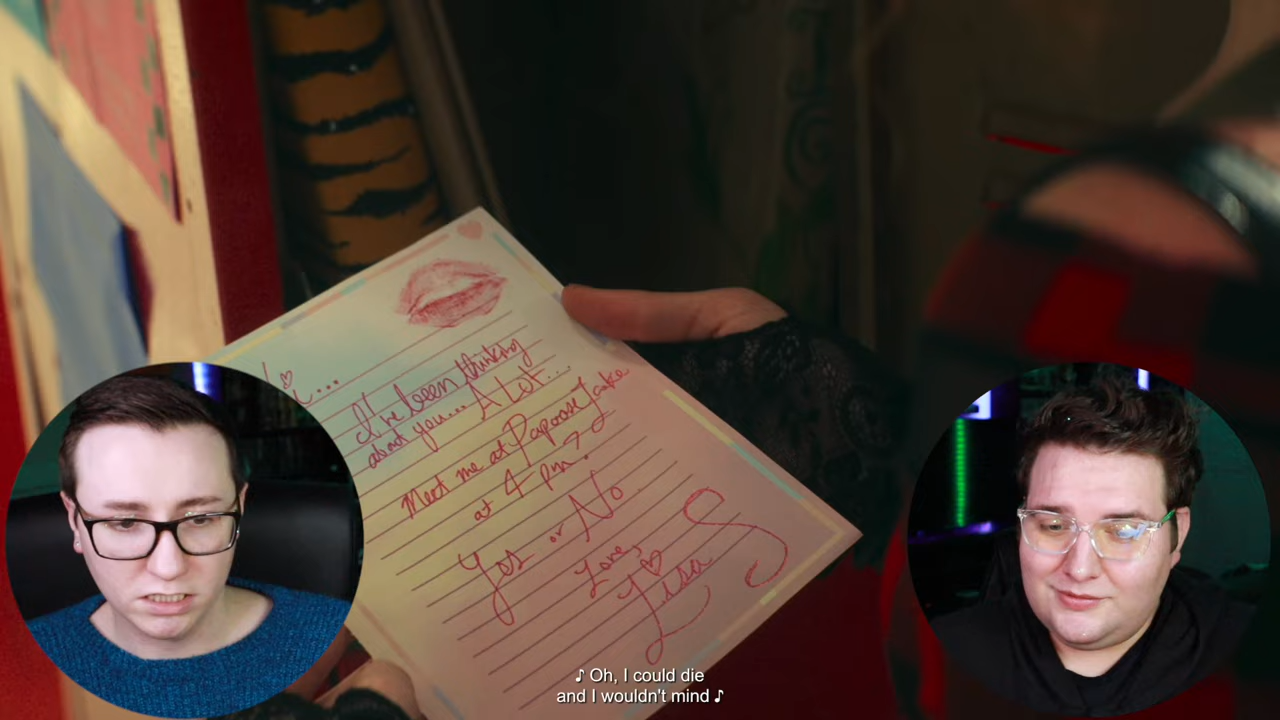 I've been thinking
about you... A Lot...
Meet me at Papoose Lake
at 4 pm?
Yes or No
Love,
Lisa
♪ Oh, I could die
and I wouldn't mind ♪